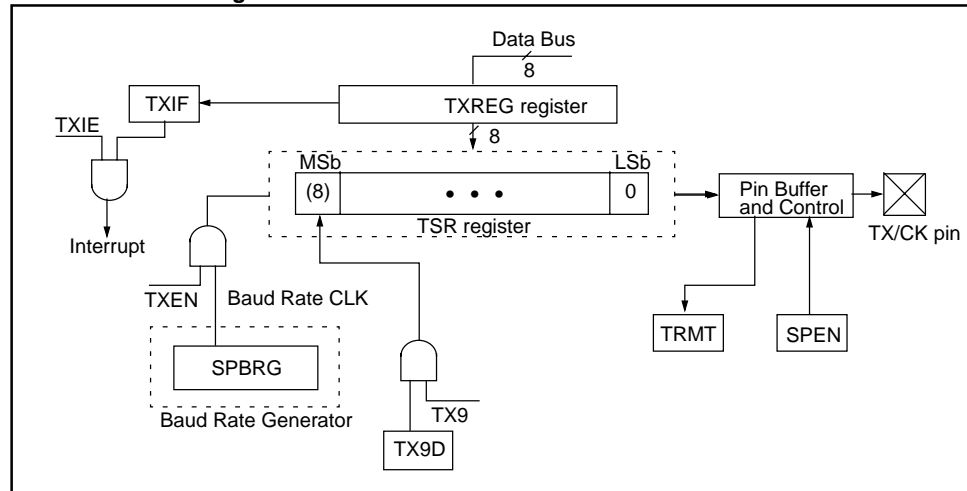 Data Bus
8
TXREG register
TXIF
TXIE
8
MSb
LSb
(8)
• • •
0
TSR register
Pin Buffer
and Control
TX/CK pin
Interrupt
TXEN
Baud Rate CLK
TRMT
SPEN
SPBRG
Baud Rate Generator
TX9
TX9D